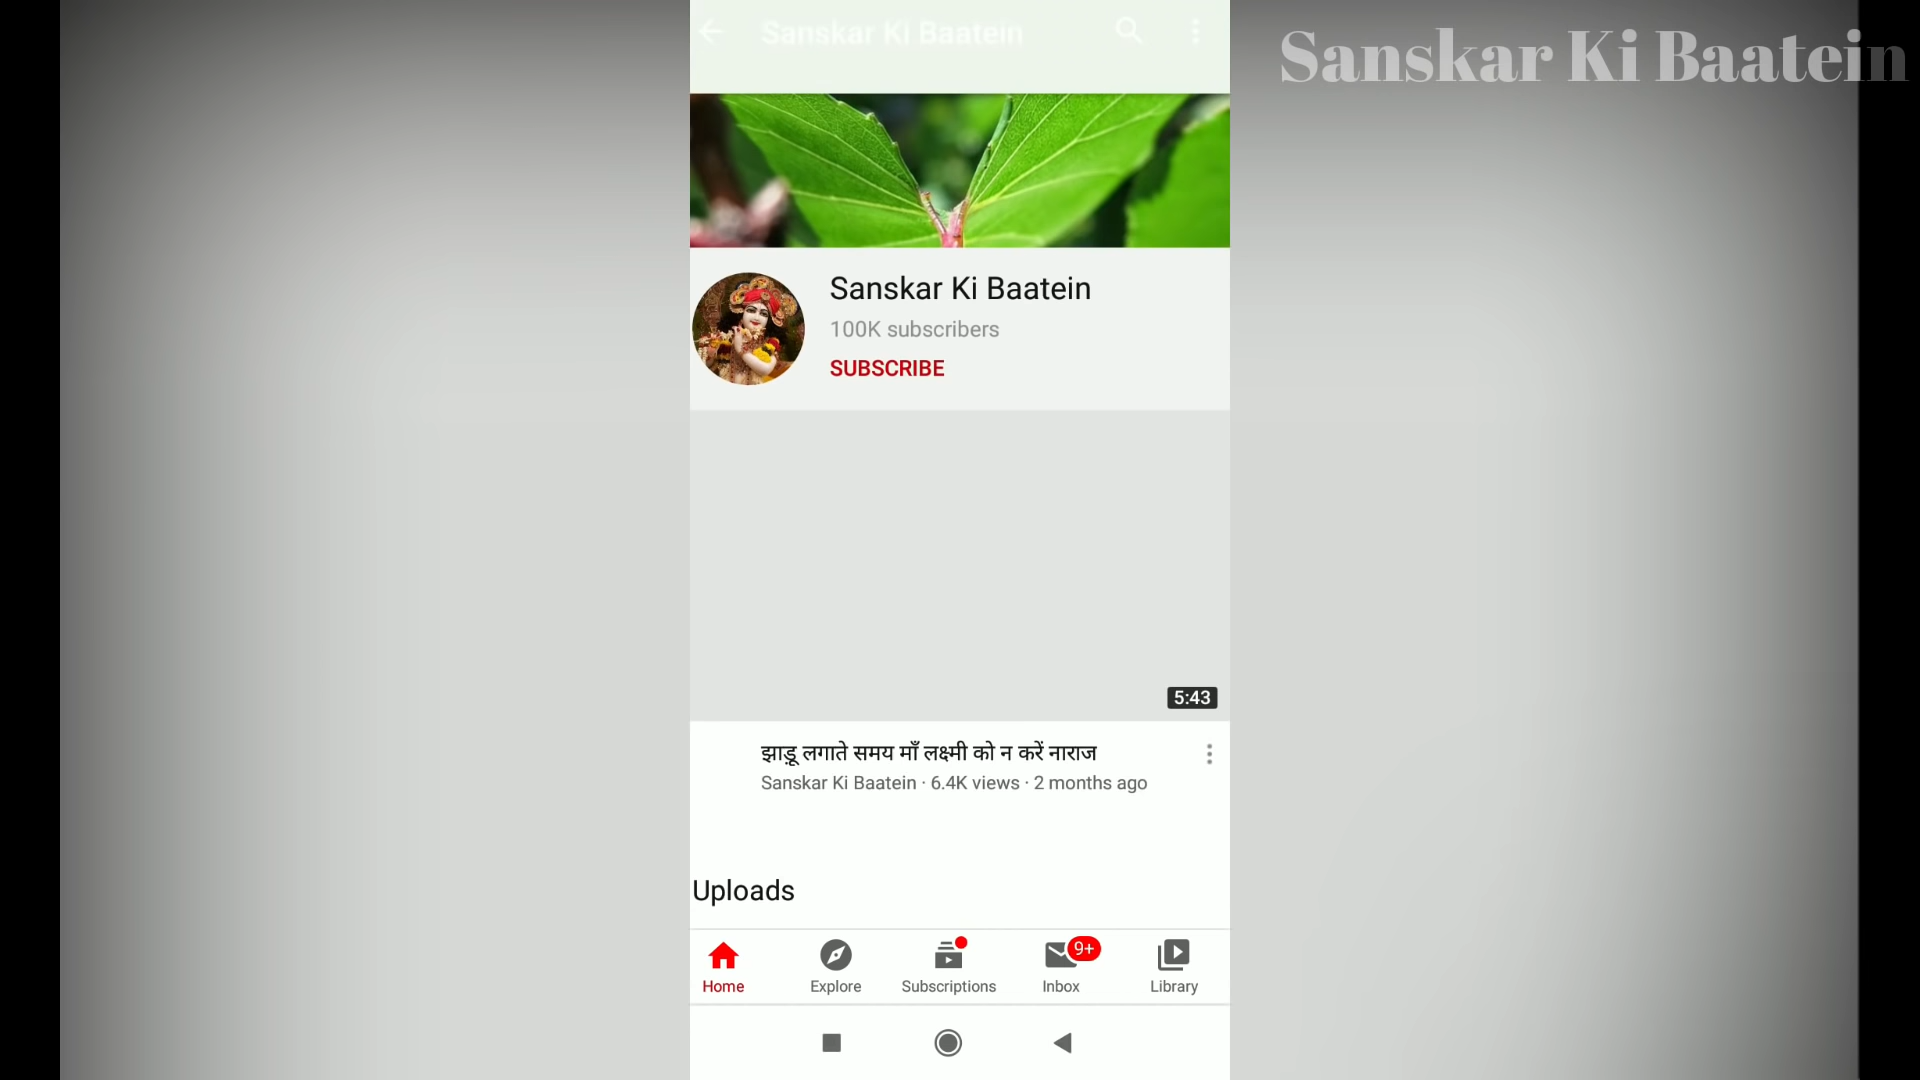 Sanskar Ki Baatein
Sanskar Ki Baatein
Sanskar Ki Baatein
100K subscribers
SUBSCRIBE
5:43
झाड़ू लगाते समय माँ लक्ष्मी को न करें नाराज
Sanskar Ki Baatein · 6.4K views · 2 months ago
Uploads
9+
Home Explore Subscriptions Inbox Library